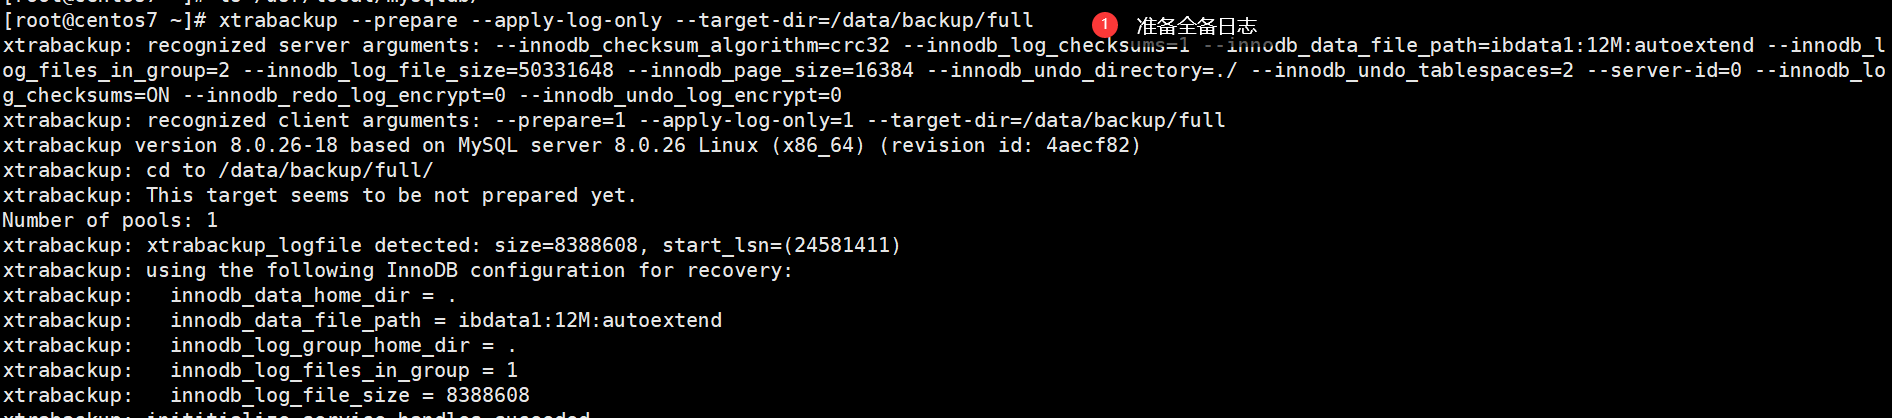 [root@centos7 ~]# xtrabackup --prepare --apply-log-only --target-dir=/data/backup/full
1 准备全备日志
xtrabackup: recognized server arguments: --innodb_checksum_algorithm=crc32 --innodb_log_checksums=1 --innodb_data_file_path=ibdata1:12M:autoextend --innodb_l
og_files_in_group=2 --innodb_log_file_size=50331648 --innodb_page_size=16384 --innodb_undo_directory=./ --innodb_undo_tablespaces=2 --server-id=0 --innodb_lo
g_checksums=ON --innodb_redo_log_encrypt=0 --innodb_undo_log_encrypt=0
xtrabackup: recognized client arguments: --prepare=1 --apply-log-only=1 --target-dir=/data/backup/full
xtrabackup version 8.0.26-18 based on MySQL server 8.0.26 Linux (x86_64) (revision id: 4aecf82)
xtrabackup: cd to /data/backup/full/
xtrabackup: This target seems to be not prepared yet.
Number of pools: 1
xtrabackup: xtrabackup_logfile detected: size=8388608, start_lsn=(24581411)
xtrabackup: using the following InnoDB configuration for recovery:
xtrabackup:   innodb_data_home_dir = .
xtrabackup:   innodb_data_file_path = ibdata1:12M:autoextend
xtrabackup:   innodb_log_group_home_dir = .
xtrabackup:   innodb_log_files_in_group = 1
xtrabackup:   innodb_log_file_size = 8388608